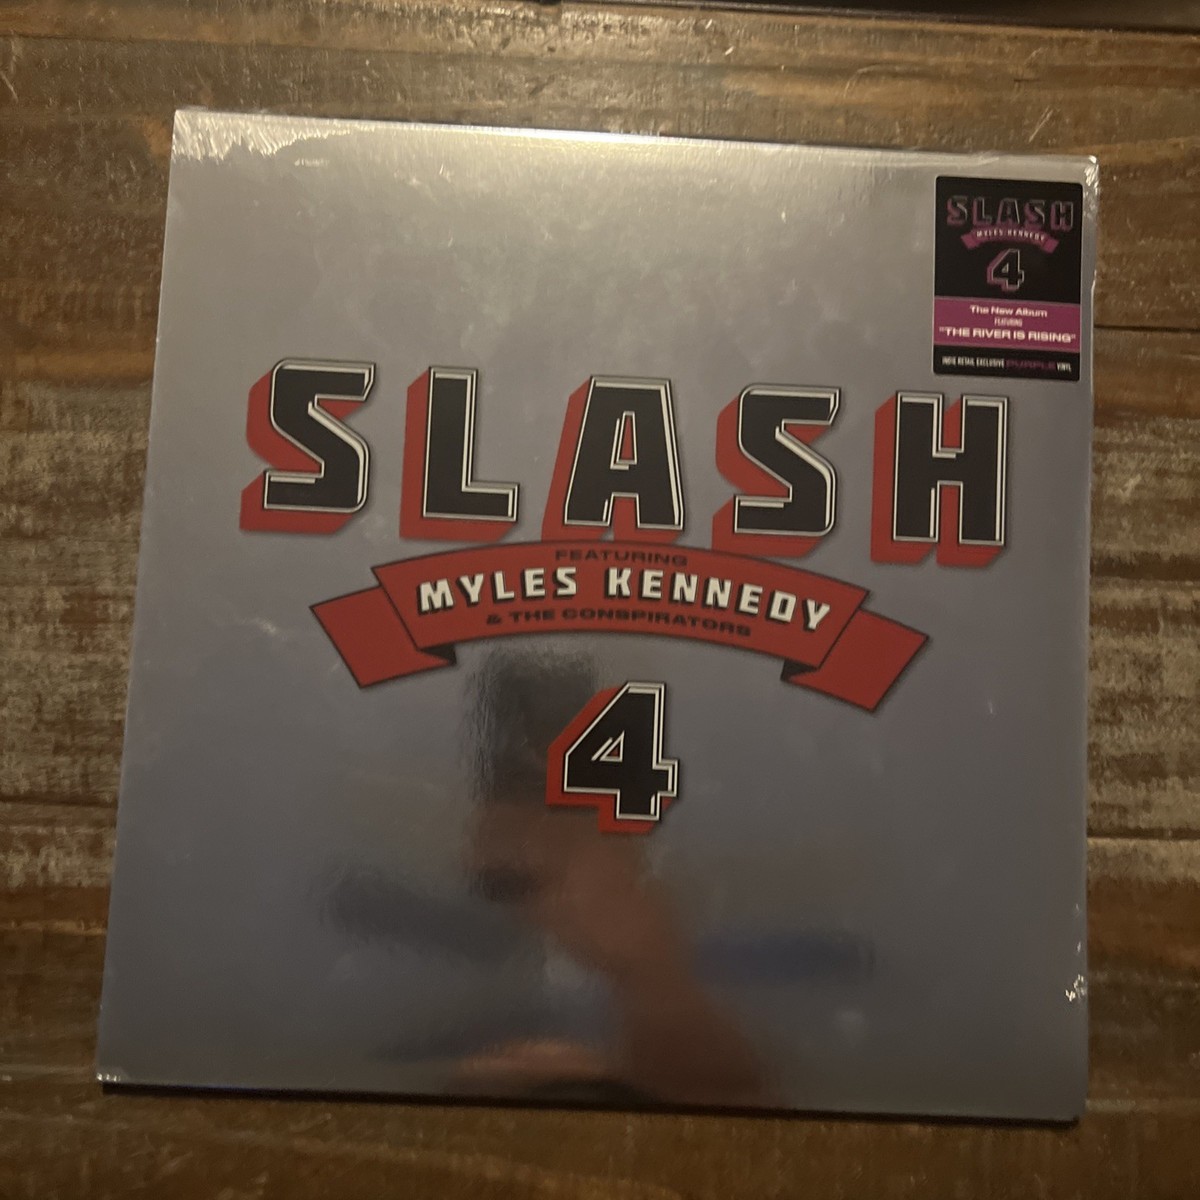 SLASH
MYLES KENNEDY
4
The New Album
FEATURING
"THE RIVER IS RISING"
INDIE RETAIL EXCLUSIVE PURPLE VINYL
SLASH
FEATURING
MYLES KENNEDY
& THE CONSPIRATORS
4